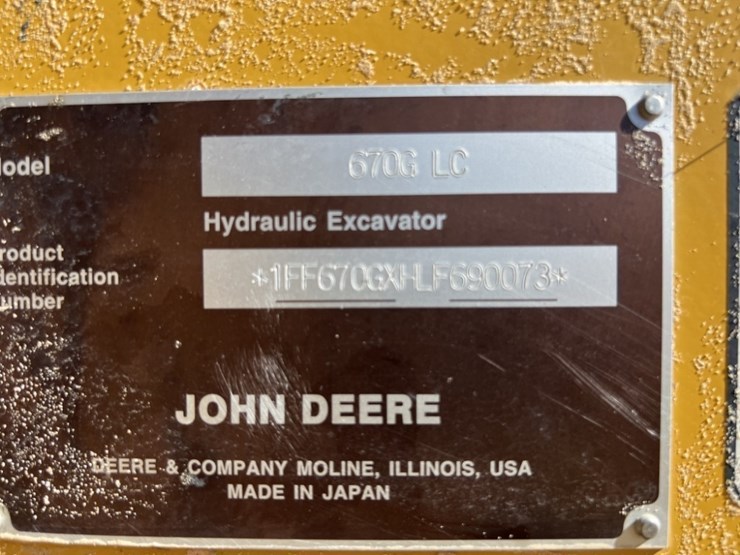 odel
670G LC
Hydraulic Excavator
roduct
dentification
umber
*1FF670GXHLF690073*
JOHN DEERE
DEERE & COMPANY MOLINE, ILLINOIS, USA
MADE IN JAPAN